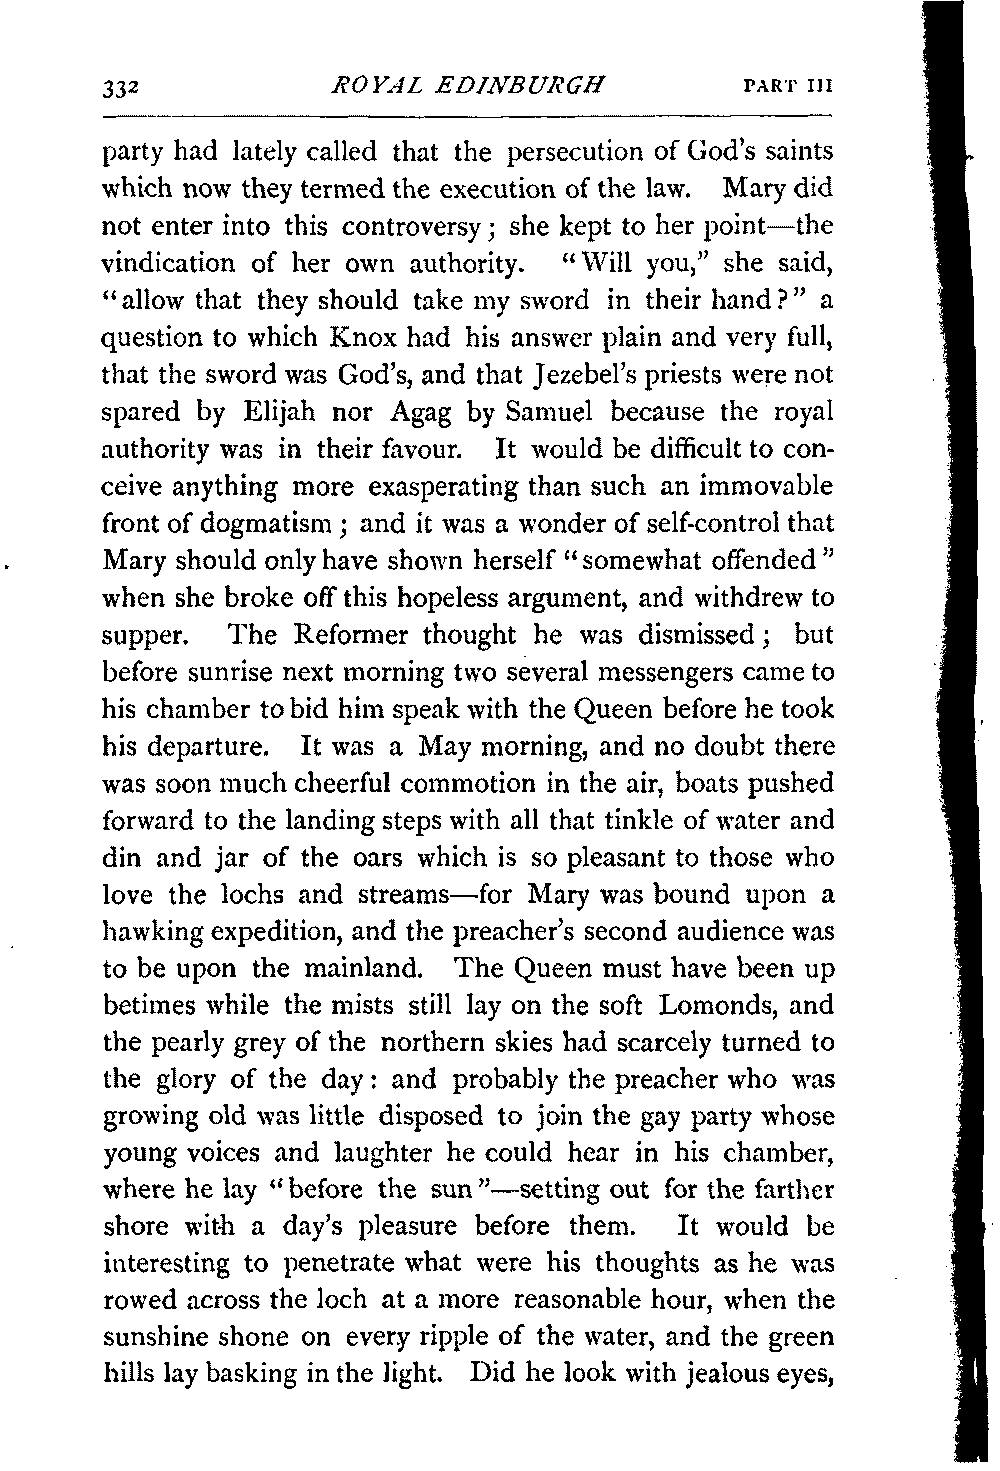 332 ROYAL EDINBURGH PART III
party had lately called that the persecution of God's saints
which now they termed the execution of the law. Mary did
not enter into this controversy; she kept to her point—the
vindication of her own authority. "Will you," she said,
"allow that they should take my sword in their hand?" a
question to which Knox had his answer plain and very full,
that the sword was God's, and that Jezebel's priests were not
spared by Elijah nor Agag by Samuel because the royal
authority was in their favour. It would be difficult to con-
ceive anything more exasperating than such an immovable
front of dogmatism; and it was a wonder of self-control that
Mary should only have shown herself "somewhat offended"
when she broke off this hopeless argument, and withdrew to
supper. The Reformer thought he was dismissed; but
before sunrise next morning two several messengers came to
his chamber to bid him speak with the Queen before he took
his departure. It was a May morning, and no doubt there
was soon much cheerful commotion in the air, boats pushed
forward to the landing steps with all that tinkle of water and
din and jar of the oars which is so pleasant to those who
love the lochs and streams—for Mary was bound upon a
hawking expedition, and the preacher's second audience was
to be upon the mainland. The Queen must have been up
betimes while the mists still lay on the soft Lomonds, and
the pearly grey of the northern skies had scarcely turned to
the glory of the day: and probably the preacher who was
growing old was little disposed to join the gay party whose
young voices and laughter he could hear in his chamber,
where he lay "before the sun"—setting out for the farther
shore with a day's pleasure before them. It would be
interesting to penetrate what were his thoughts as he was
rowed across the loch at a more reasonable hour, when the
sunshine shone on every ripple of the water, and the green
hills lay basking in the light. Did he look with jealous eyes,